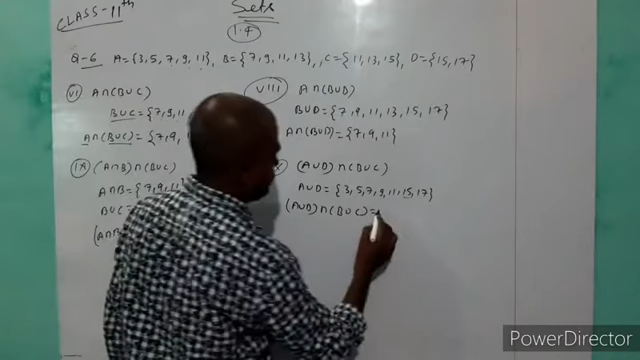 CLASS-11th
Sets
1.4
Q-6 A={3,5,7,9,11}, B={7,9,11,13}, C={11,13,15}, D={15,17}
VI A∩(B∪C)
B∪C={7,9,11
A∩(B∪C)={7,9,
VIII A∩(B∪D)
B∪D={7,9,11,13,15,17}
A∩(B∪D)={7,9,11}
IX (A∩B)∩(B∪C)
A∩B={7,9,11}
B∪C=
(A∩B
X (A∪D)∩(B∪C)
A∪D={3,5,7,9,11,15,17}
(A∪D)∩(B∪C)=
PowerDirector